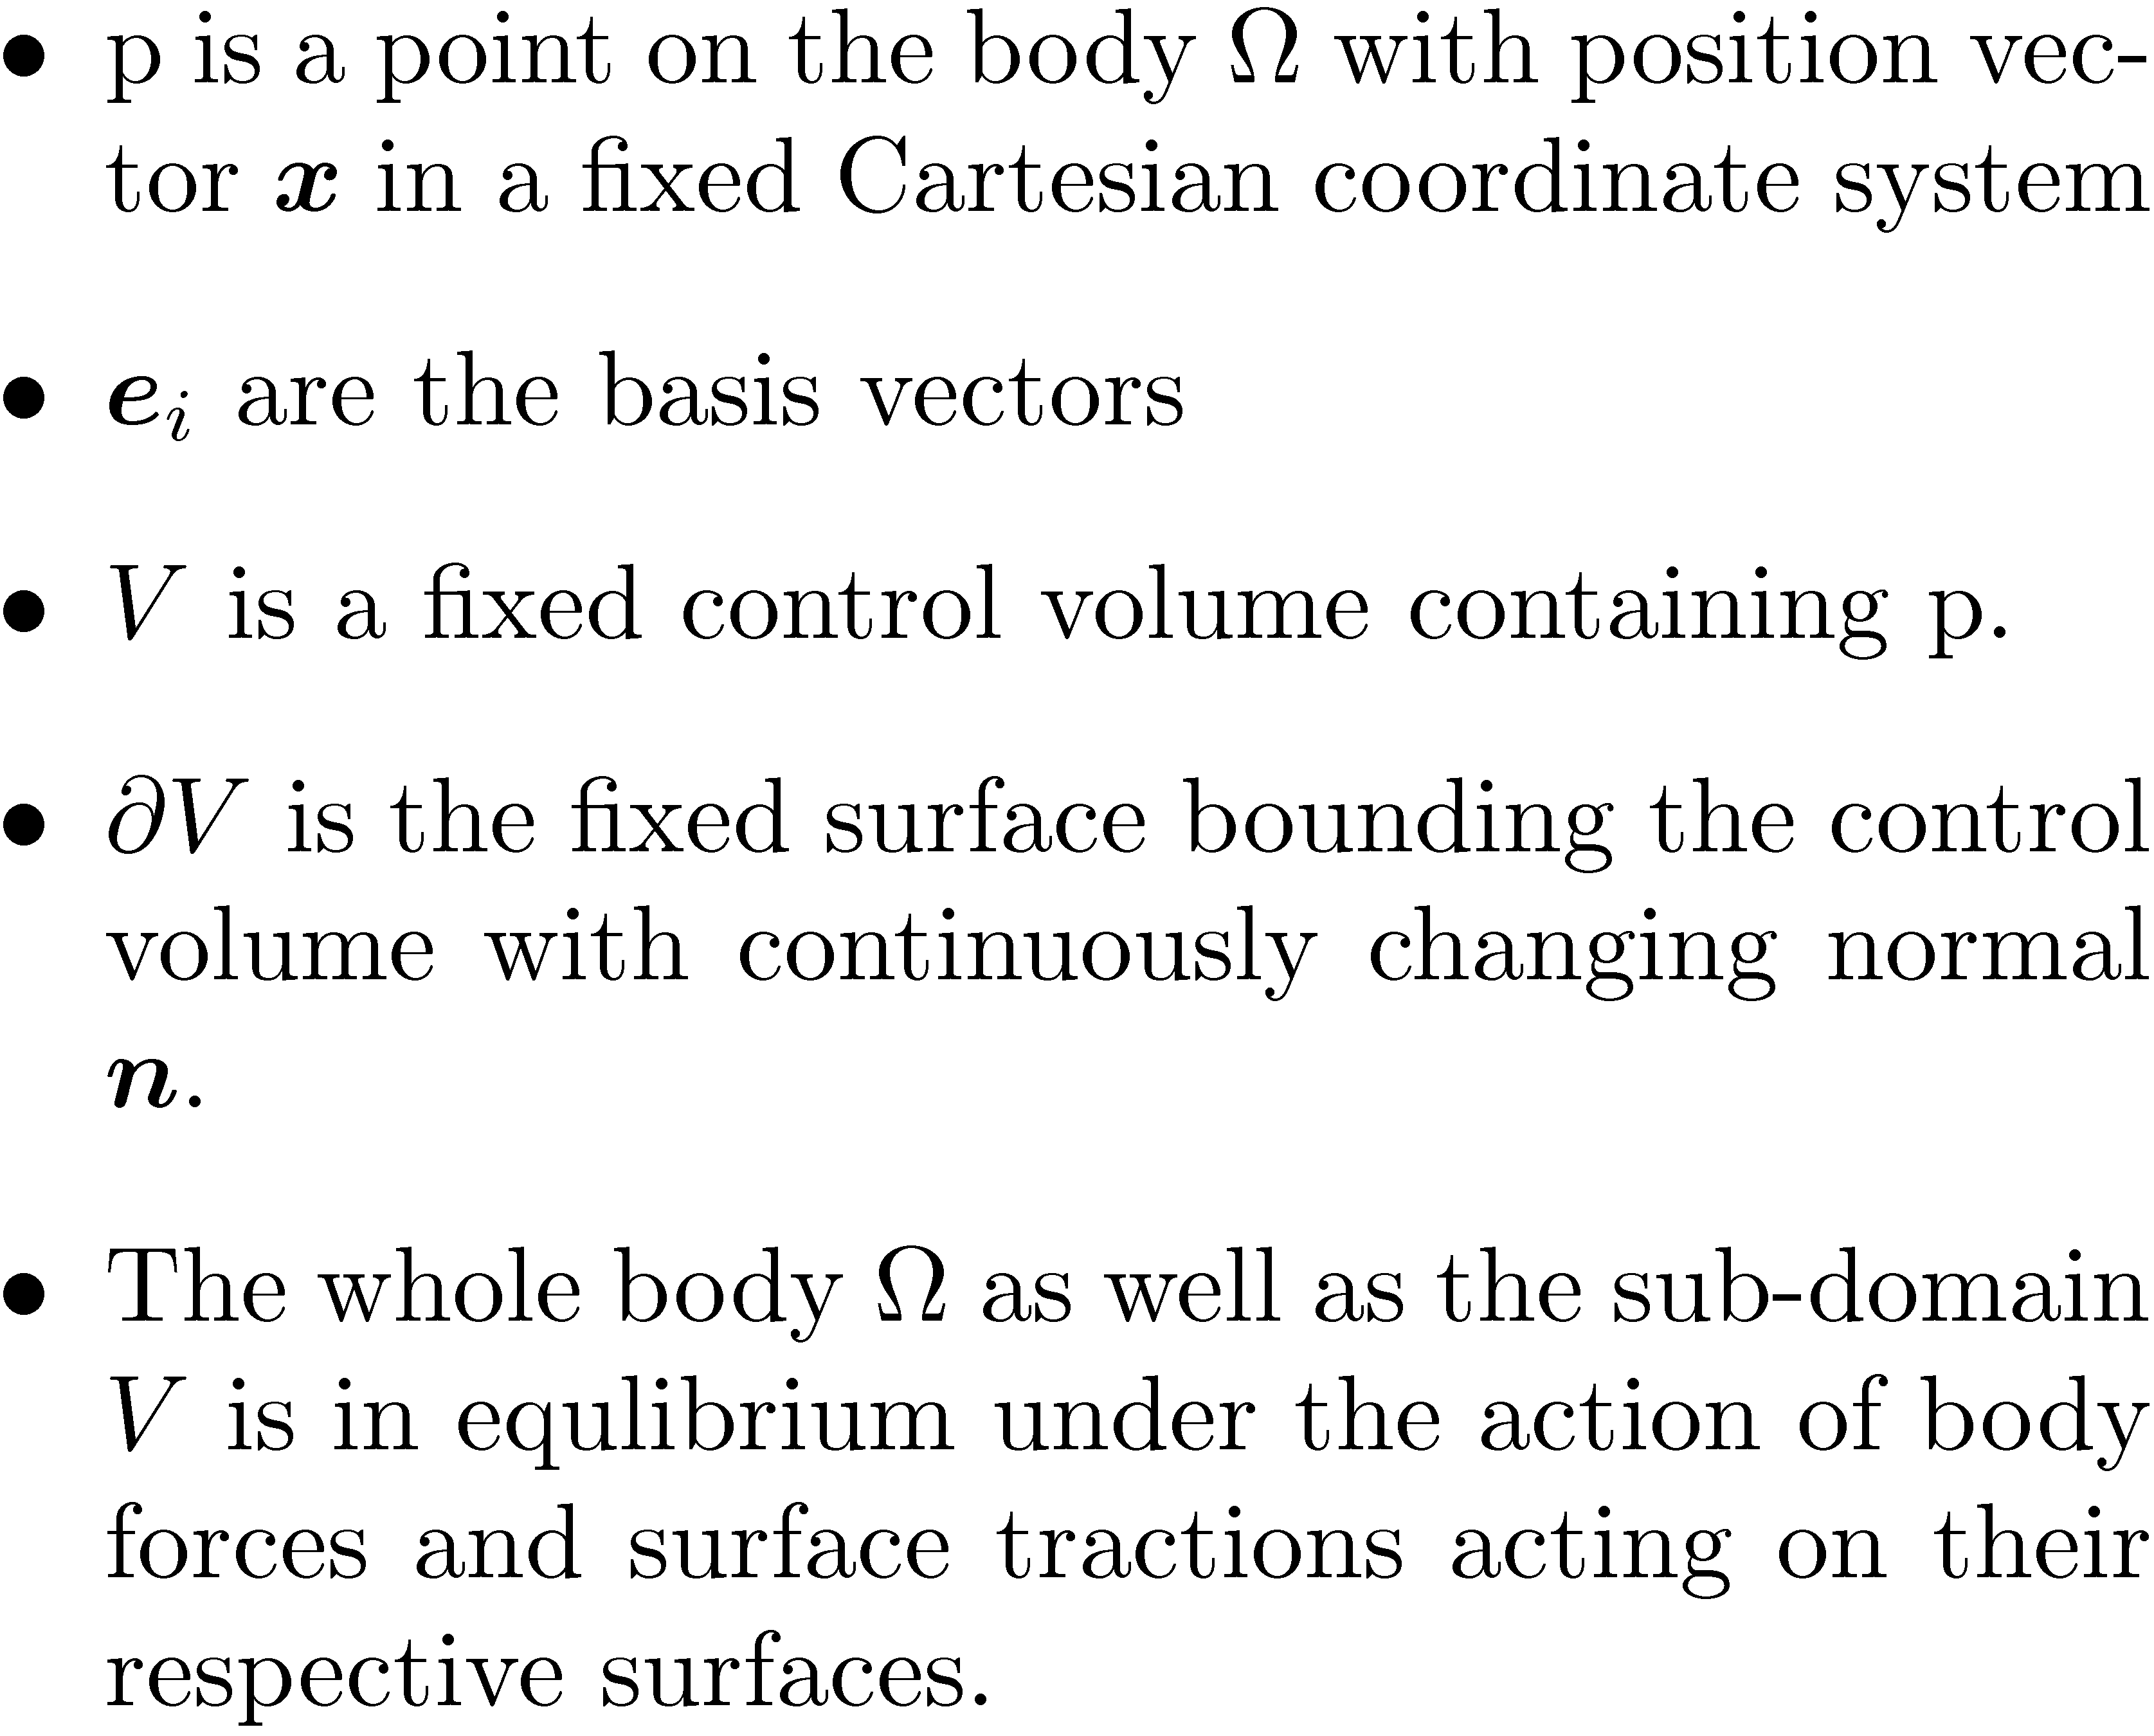 • p is a point on the body Ω with position vec-
tor 𝒙 in a fixed Cartesian coordinate system
• 𝒆ᵢ are the basis vectors
• V is a fixed control volume containing p.
• ∂V is the fixed surface bounding the control
volume with continuously changing normal
𝒏.
• The whole body Ω as well as the sub-domain
V is in equlibrium under the action of body
forces and surface tractions acting on their
respective surfaces.